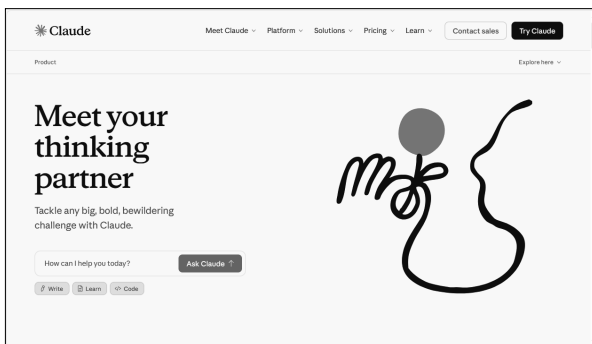 Claude
Meet Claude Platform Solutions Pricing Learn Contact sales Try Claude
Product Explore here
Meet your
thinking
partner
Tackle any big, bold, bewildering
challenge with Claude.
How can I help you today? Ask Claude ↑
Write Learn </> Code